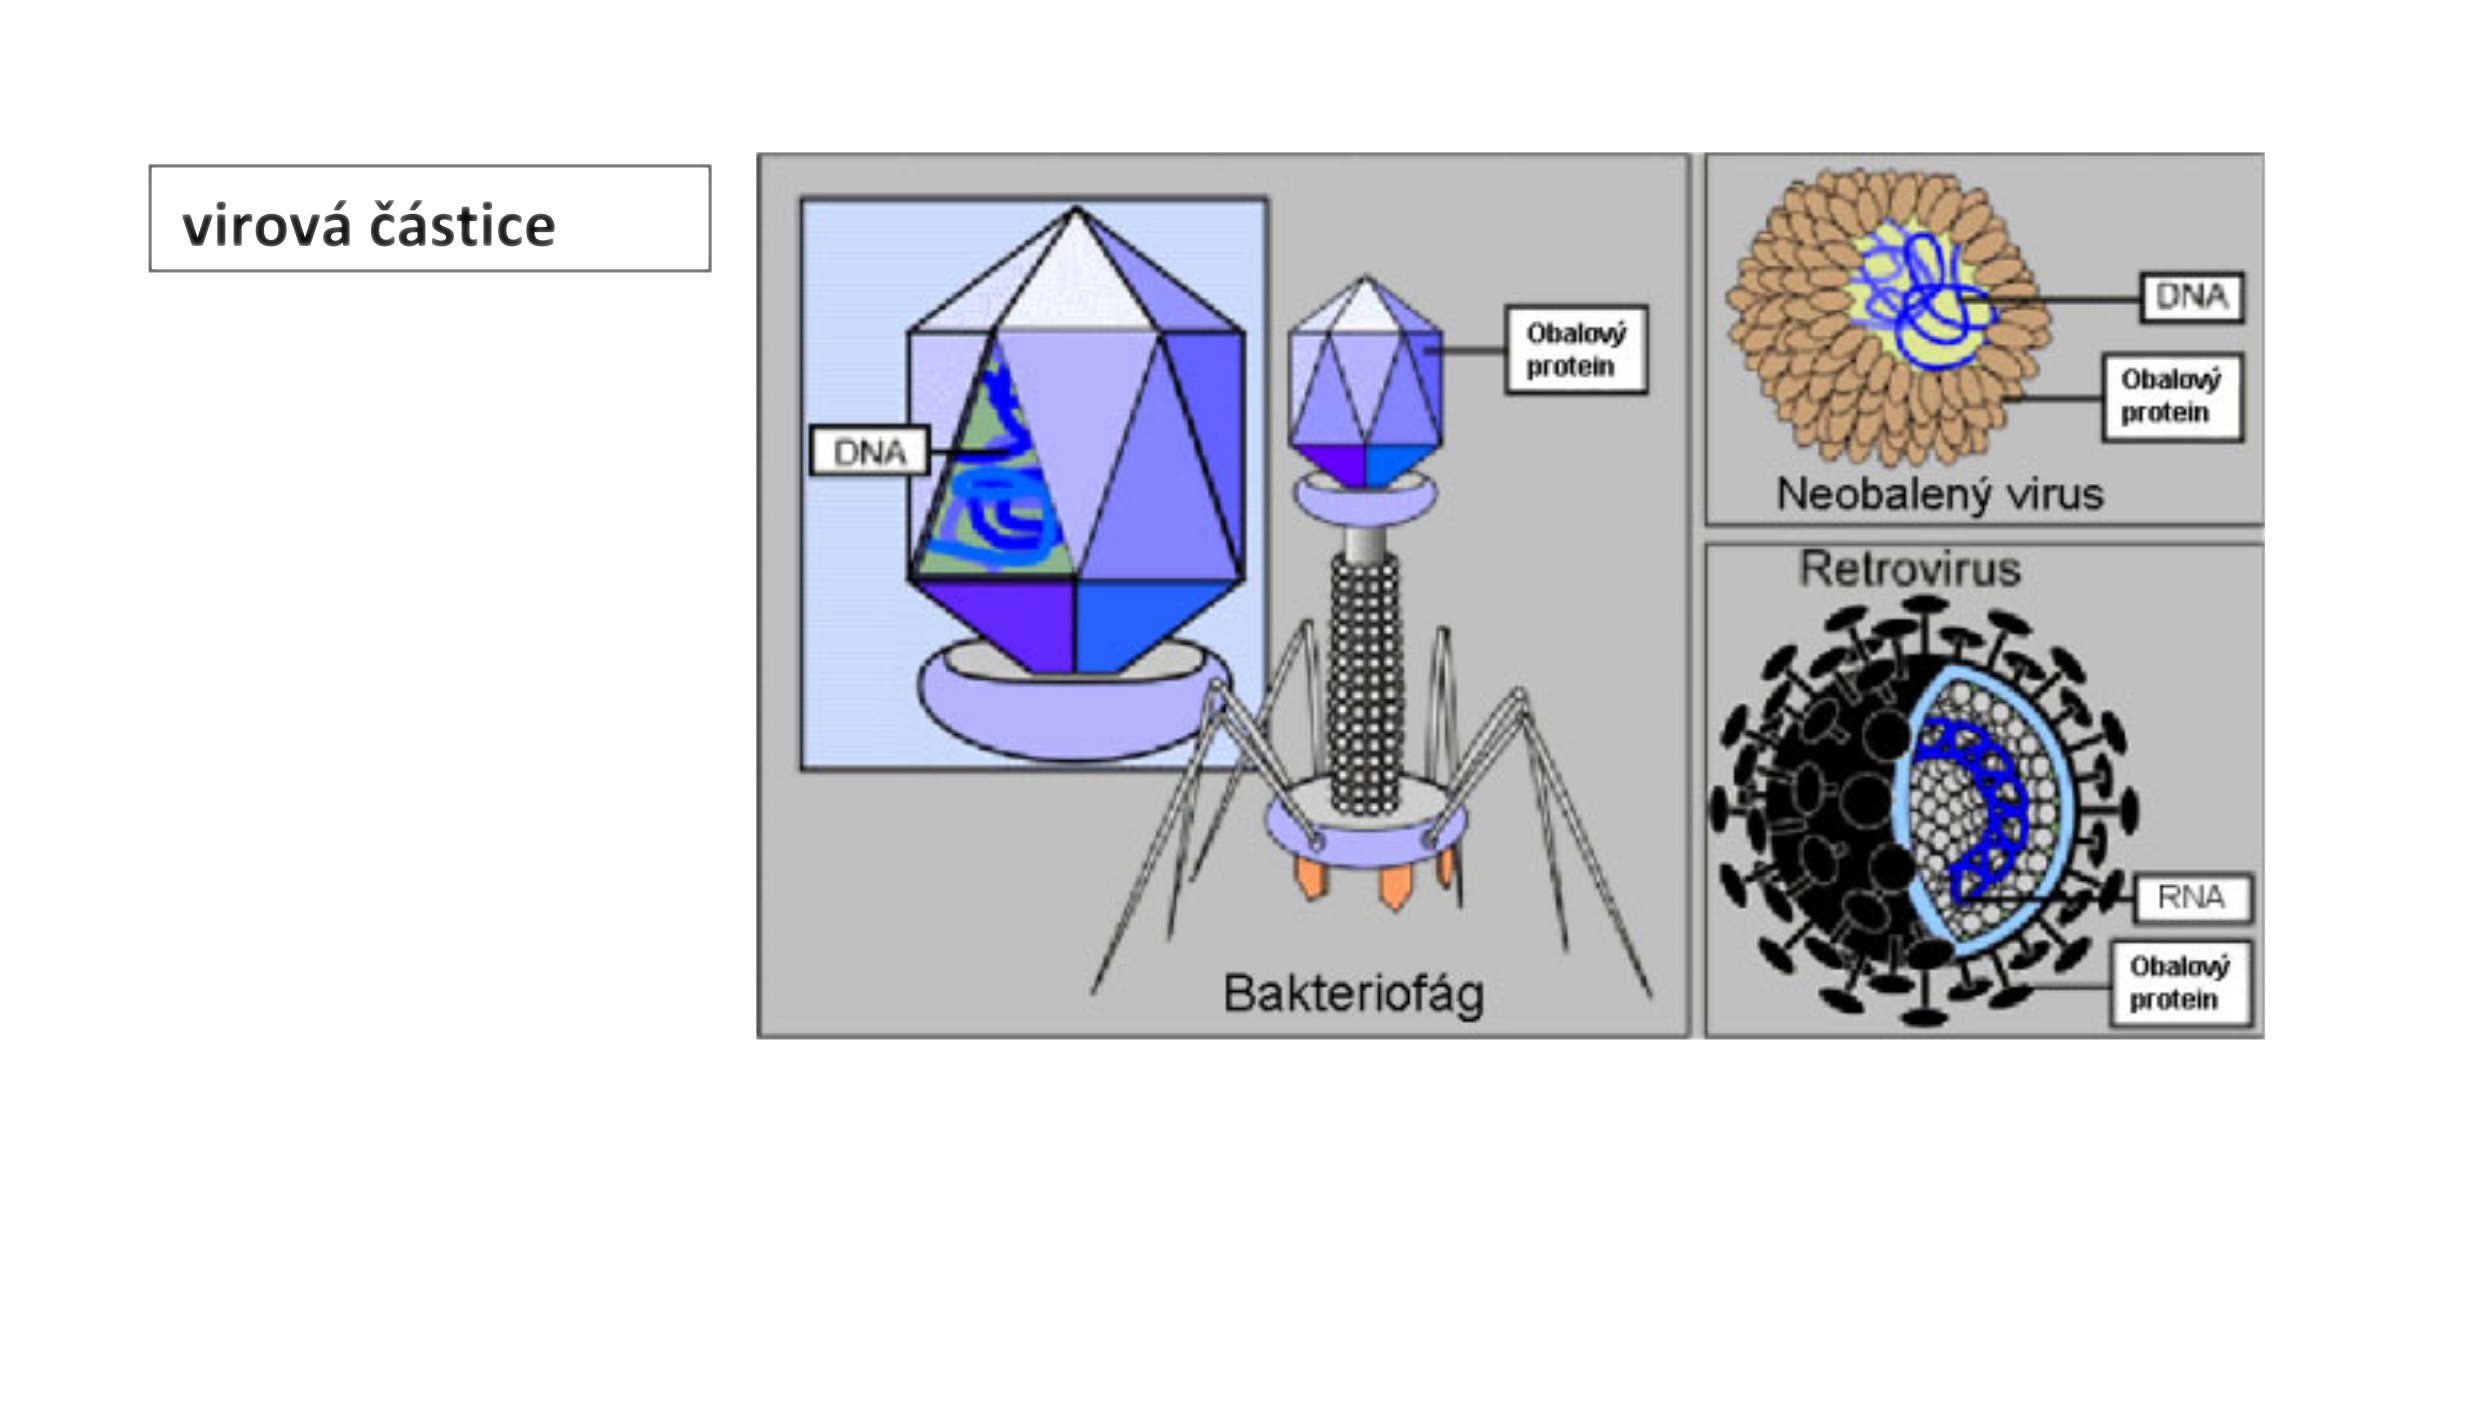 virová částice
DNA
Obalový
protein
Bakteriofág
DNA
Obalový
protein
Neobalený virus
Retrovirus
RNA
Obalový
protein